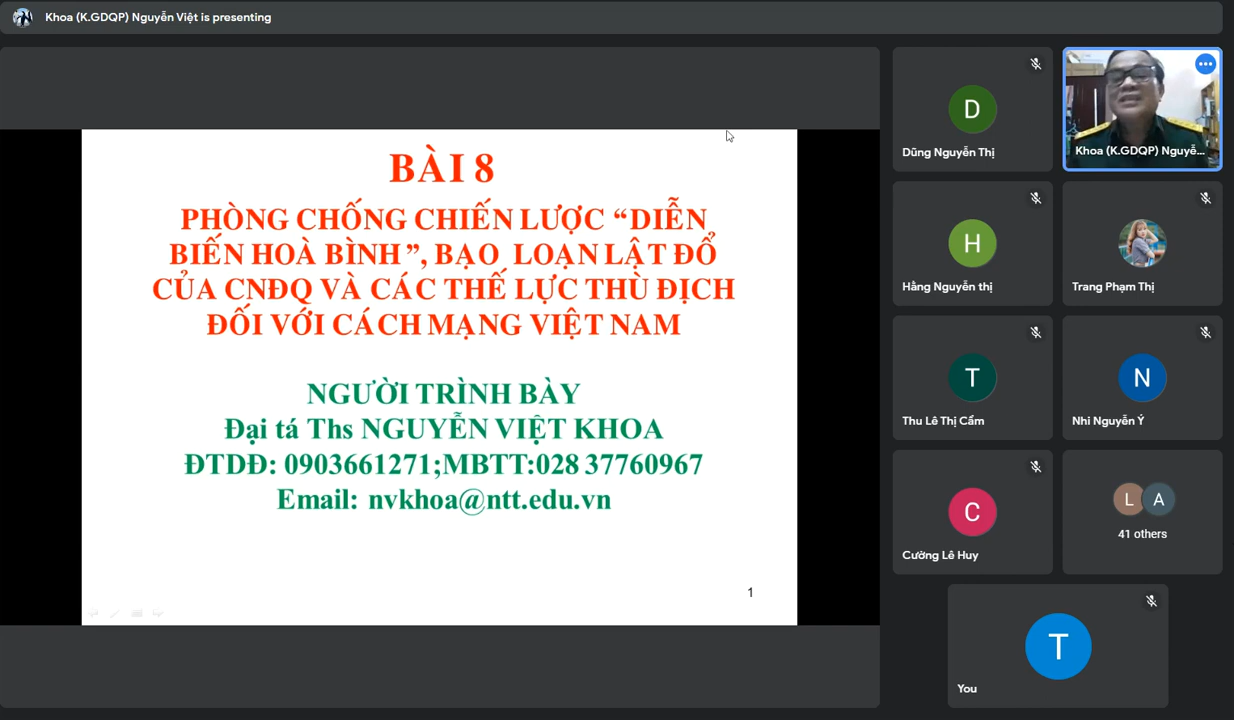 Khoa (K.GDQP) Nguyễn Việt is presenting
BÀI 8
PHÒNG CHỐNG CHIẾN LƯỢC “DIỄN
BIẾN HOÀ BÌNH ”, BẠO LOẠN LẬT ĐỔ
CỦA CNĐQ VÀ CÁC THẾ LỰC THÙ ĐỊCH
ĐỐI VỚI CÁCH MẠNG VIỆT NAM
NGƯỜI TRÌNH BÀY
Đại tá Ths NGUYỄN VIỆT KHOA
ĐTDĐ: 0903661271;MBTT:028 37760967
Email: nvkhoa@ntt.edu.vn
1
D
Dũng Nguyễn Thị
Khoa (K.GDQP) Nguyễ...
H
Hằng Nguyễn thị
Trang Phạm Thị
T
Thu Lê Thị Cẩm
N
Nhi Nguyễn Ý
C
Cường Lê Huy
L A
41 others
T
You